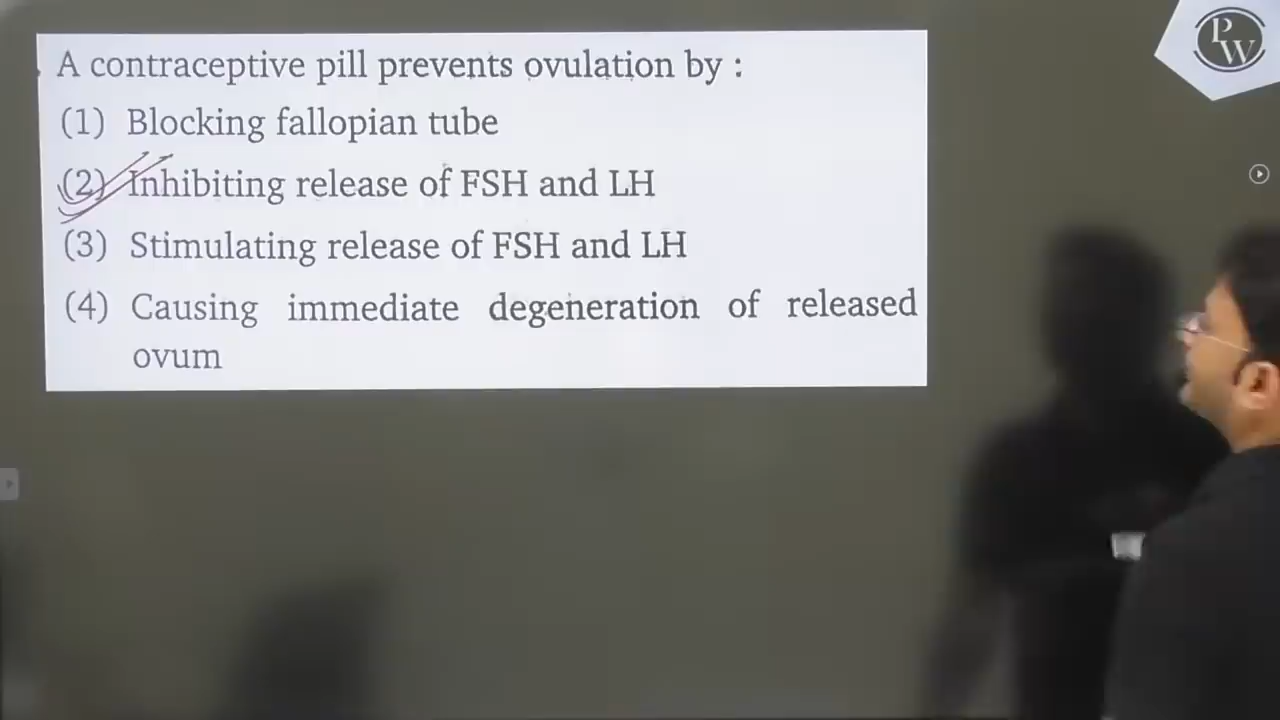 A contraceptive pill prevents ovulation by :
(1) Blocking fallopian tube
(2) Inhibiting release of FSH and LH
(3) Stimulating release of FSH and LH
(4) Causing immediate degeneration of released
ovum
PW